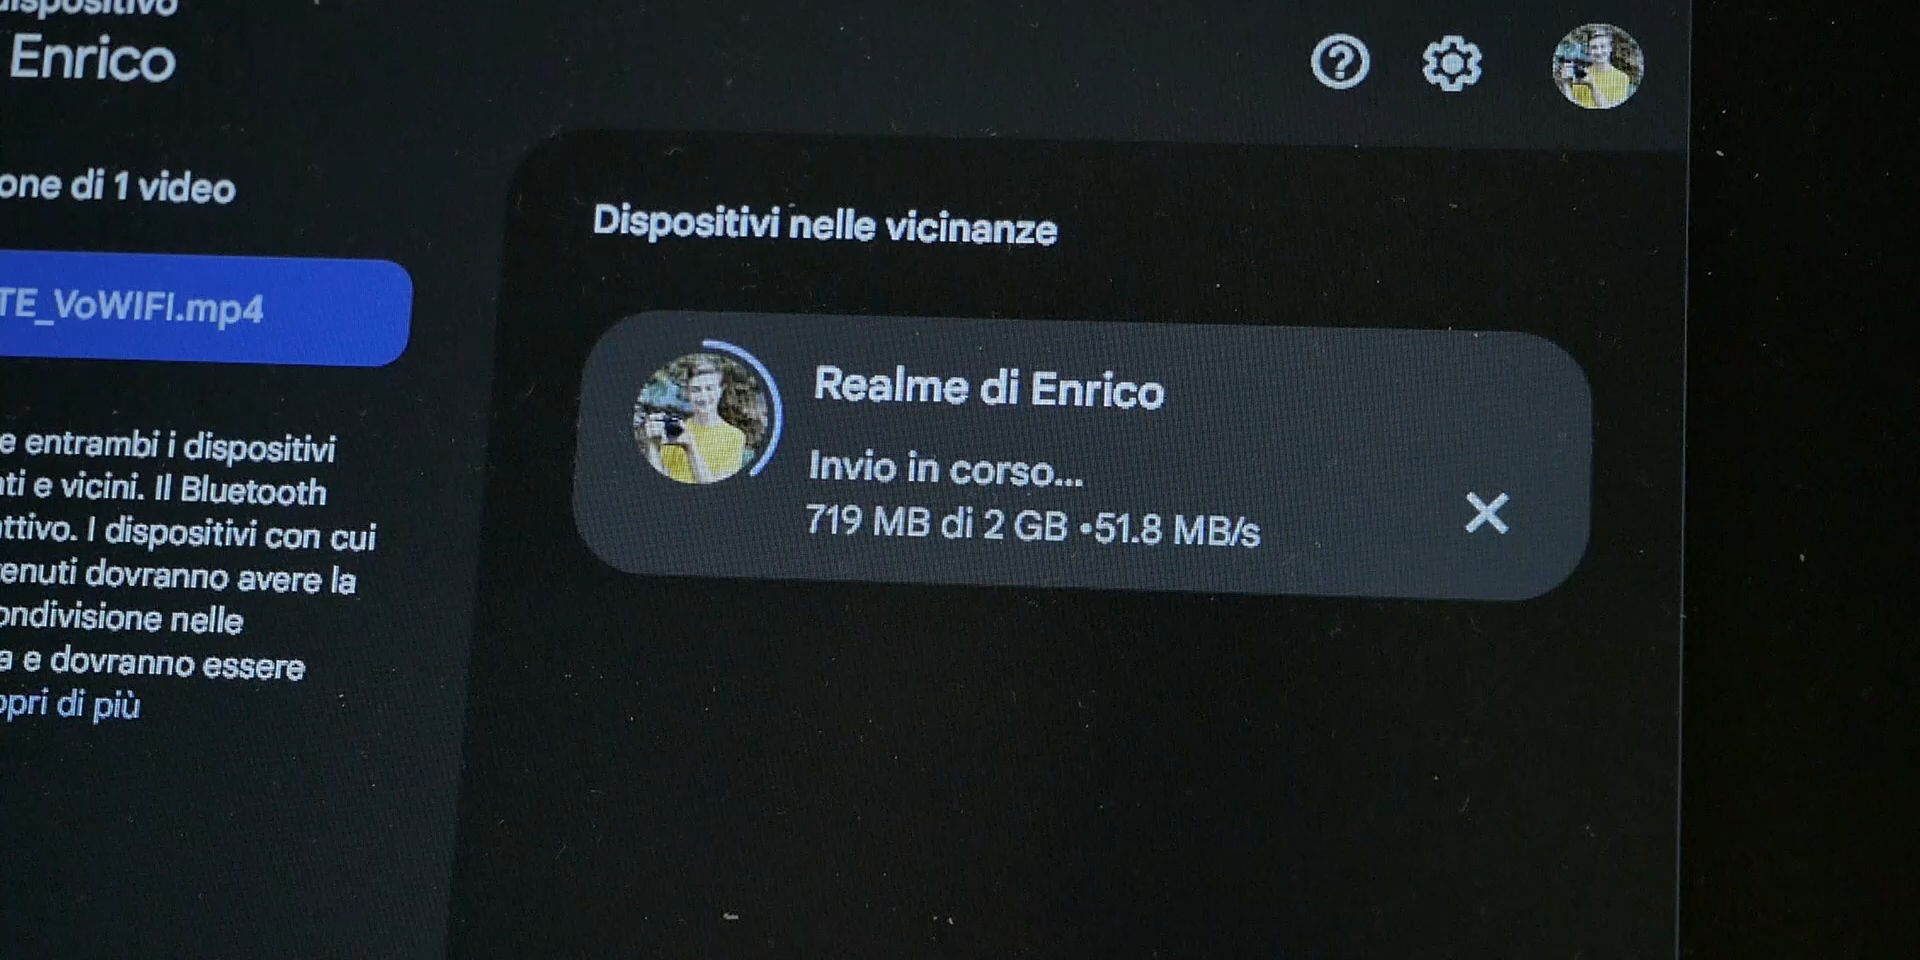 Enrico
one di 1 video
TE_VoWIFI.mp4
e entrambi i dispositivi
ti e vicini. Il Bluetooth
ttivo. I dispositivi con cui
enuti dovranno avere la
ondivisione nelle
a e dovranno essere
opri di più
Dispositivi nelle vicinanze
Realme di Enrico
Invio in corso...
719 MB di 2 GB •51.8 MB/s